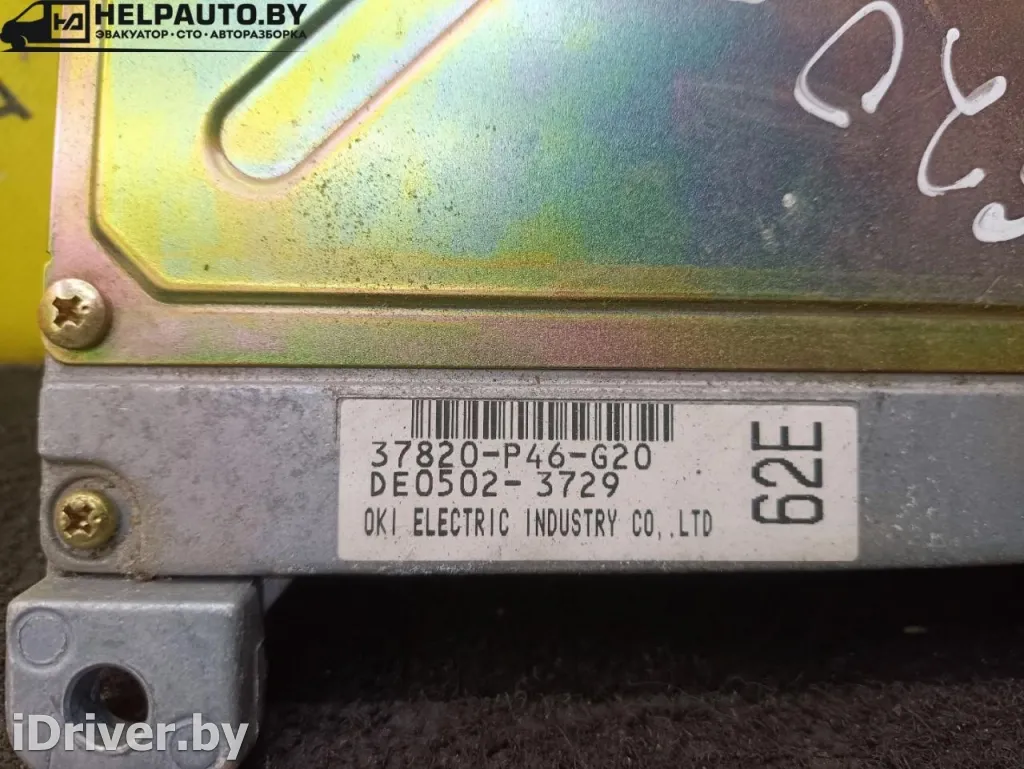 HELPAUTO.BY
ЭВАКУАТОР•СТО•АВТОРАЗБОРКА
37820-P46-G20
DE0502-3729
OKI ELECTRIC INDUSTRY CO,.LTD
62E
iDriver.by